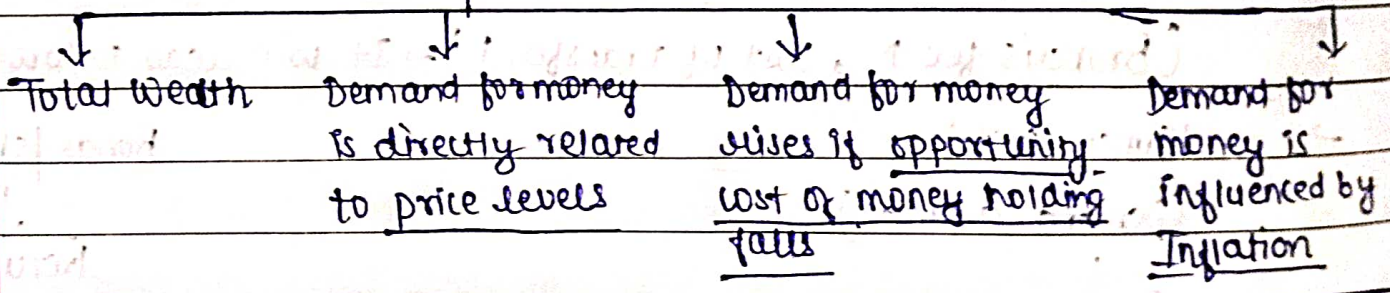 Total Wealth
Demand for money
is directly related
to price levels
Demand for money
rises if opportunity
cost of money holding
falls
Demand for
money is
influenced by
Inflation